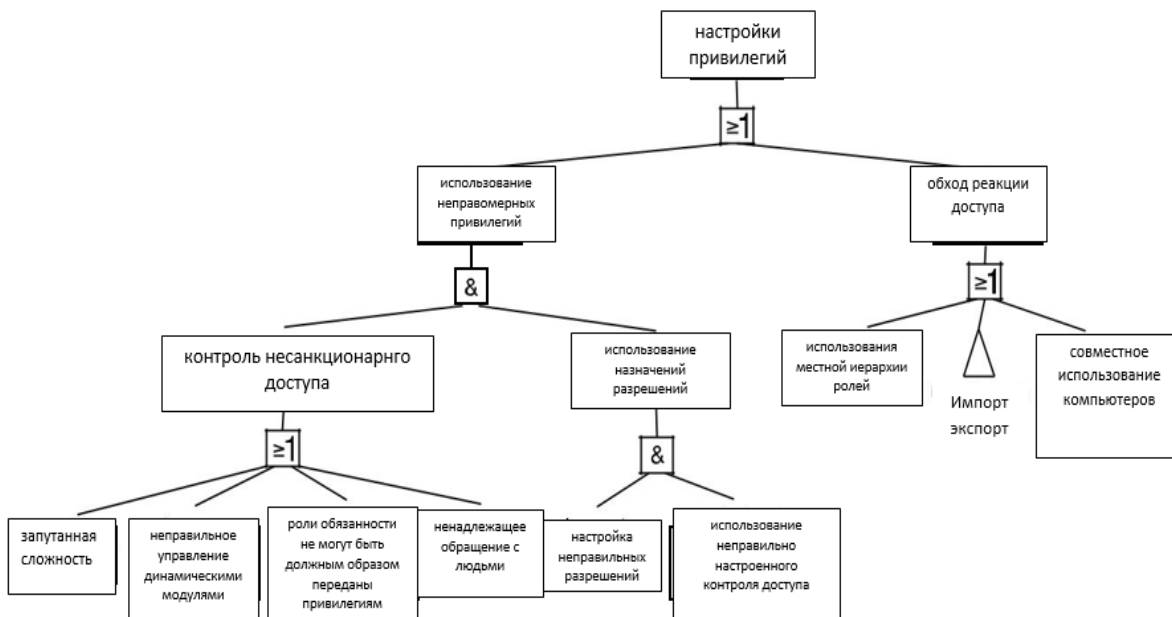 настройки
привилегий
≥1
использование
неправомерных
привилегий
обход реакции
доступа
&
≥1
контроль несанкционарнго
доступа
использование
назначений
разрешений
использования
местной иерархии
ролей
Импорт
экспорт
совместное
использование
компьютеров
≥1
&
запутанная
сложность
неправильное
управление
динамическими
модулями
роли обязанности
не могут быть
должным образом
переданы
привилегиям
ненадлежащее
обращение с
людьми
настройка
неправильных
разрешений
использование
неправильно
настроенного
контроля доступа